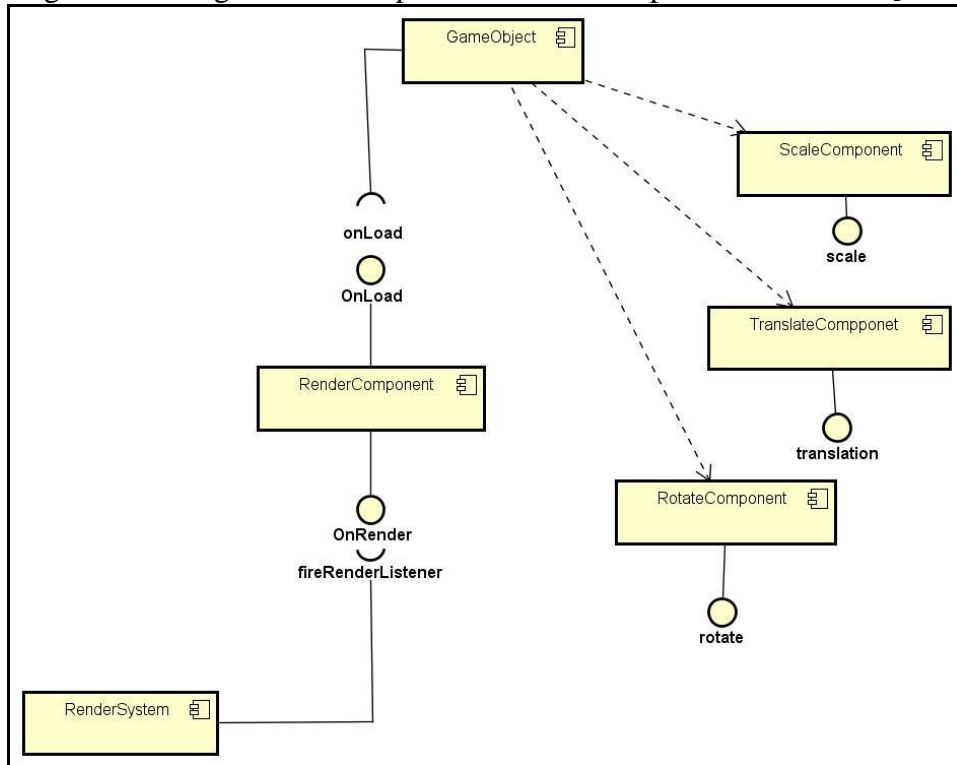 GameObject
ScaleComponent
onLoad
scale
OnLoad
TranslateCompponet
RenderComponent
translation
RotateComponent
OnRender
fireRenderListener
rotate
RenderSystem